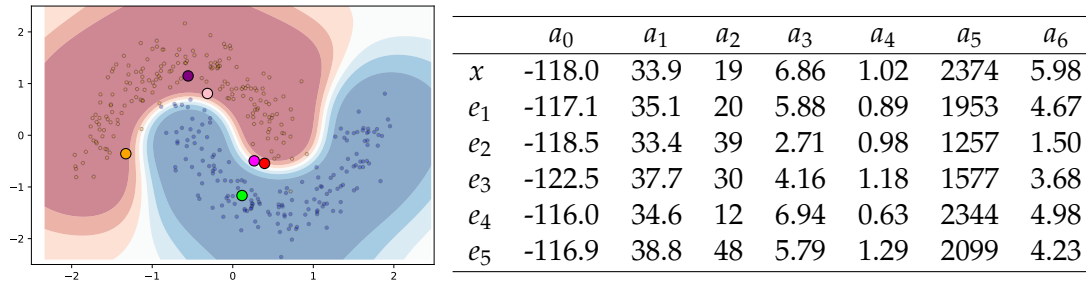 2
1
0
−1
−2
−2 −1 0 1 2
a0 a1 a2 a3 a4 a5 a6
x -118.0 33.9 19 6.86 1.02 2374 5.98
e1 -117.1 35.1 20 5.88 0.89 1953 4.67
e2 -118.5 33.4 39 2.71 0.98 1257 1.50
e3 -122.5 37.7 30 4.16 1.18 1577 3.68
e4 -116.0 34.6 12 6.94 0.63 2344 4.98
e5 -116.9 38.8 48 5.79 1.29 2099 4.23